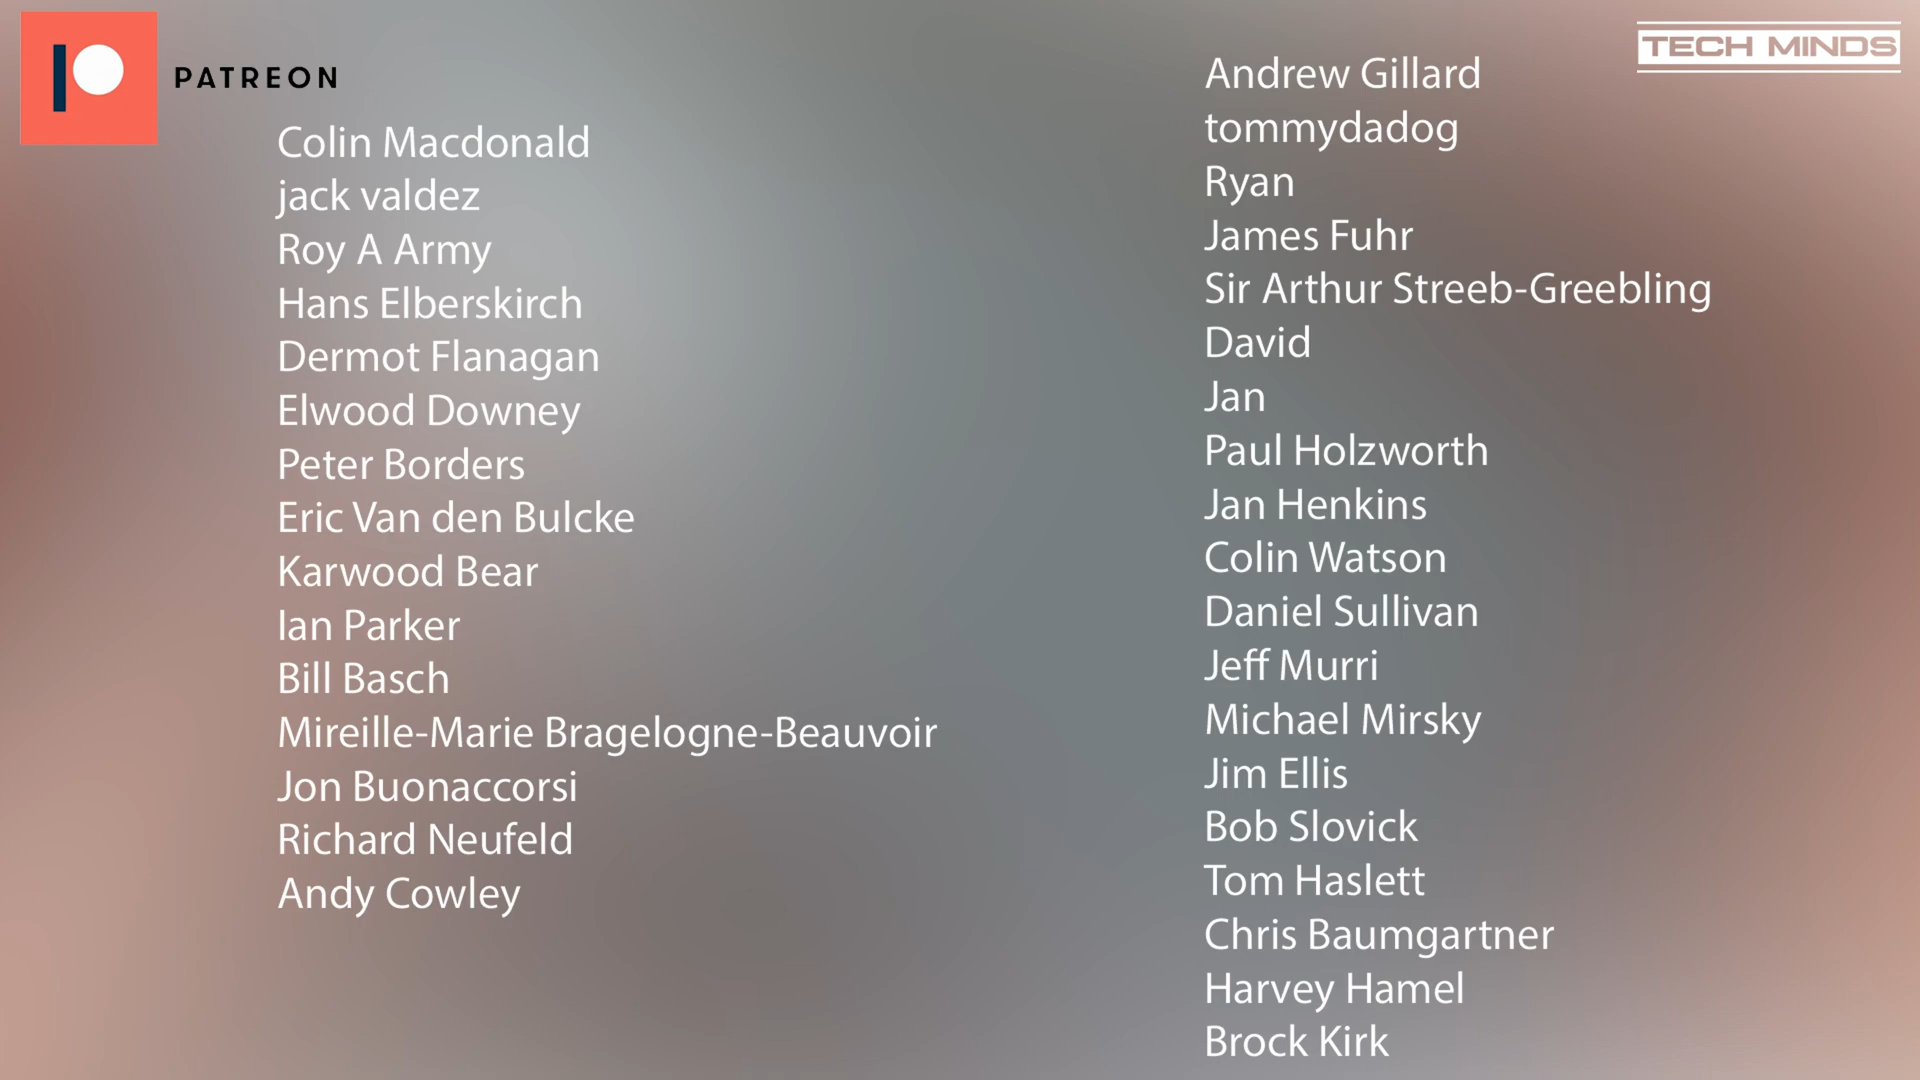 PATREON
Colin Macdonald
jack valdez
Roy A Army
Hans Elberskirch
Dermot Flanagan
Elwood Downey
Peter Borders
Eric Van den Bulcke
Karwood Bear
Ian Parker
Bill Basch
Mireille-Marie Bragelogne-Beauvoir
Jon Buonaccorsi
Richard Neufeld
Andy Cowley
Andrew Gillard
tommydadog
Ryan
James Fuhr
Sir Arthur Streeb-Greebling
David
Jan
Paul Holzworth
Jan Henkins
Colin Watson
Daniel Sullivan
Jeff Murri
Michael Mirsky
Jim Ellis
Bob Slovick
Tom Haslett
Chris Baumgartner
Harvey Hamel
Brock Kirk
TECH MINDS